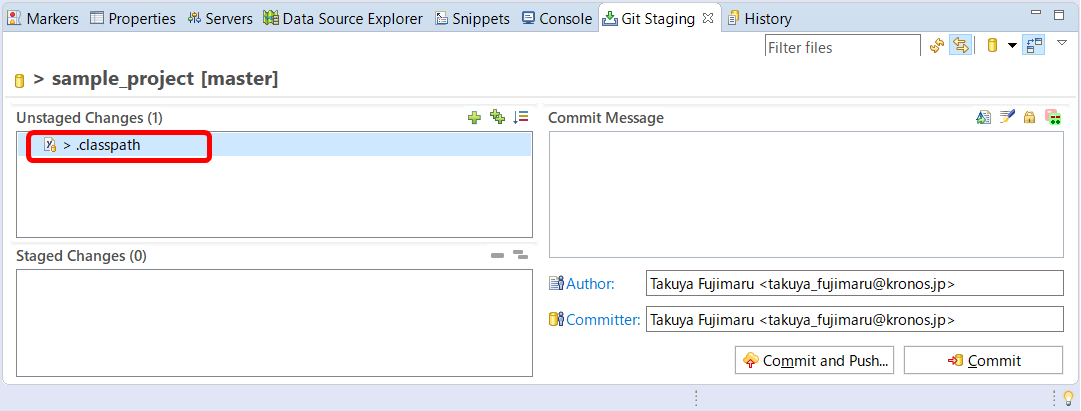 Markers Properties Servers Data Source Explorer Snippets Console Git Staging History
Filter files
> sample_project [master]
Unstaged Changes (1)
> .classpath
Staged Changes (0)
Commit Message
Author: Takuya Fujimaru <takuya_fujimaru@kronos.jp>
Committer: Takuya Fujimaru <takuya_fujimaru@kronos.jp>
Commit and Push... Commit